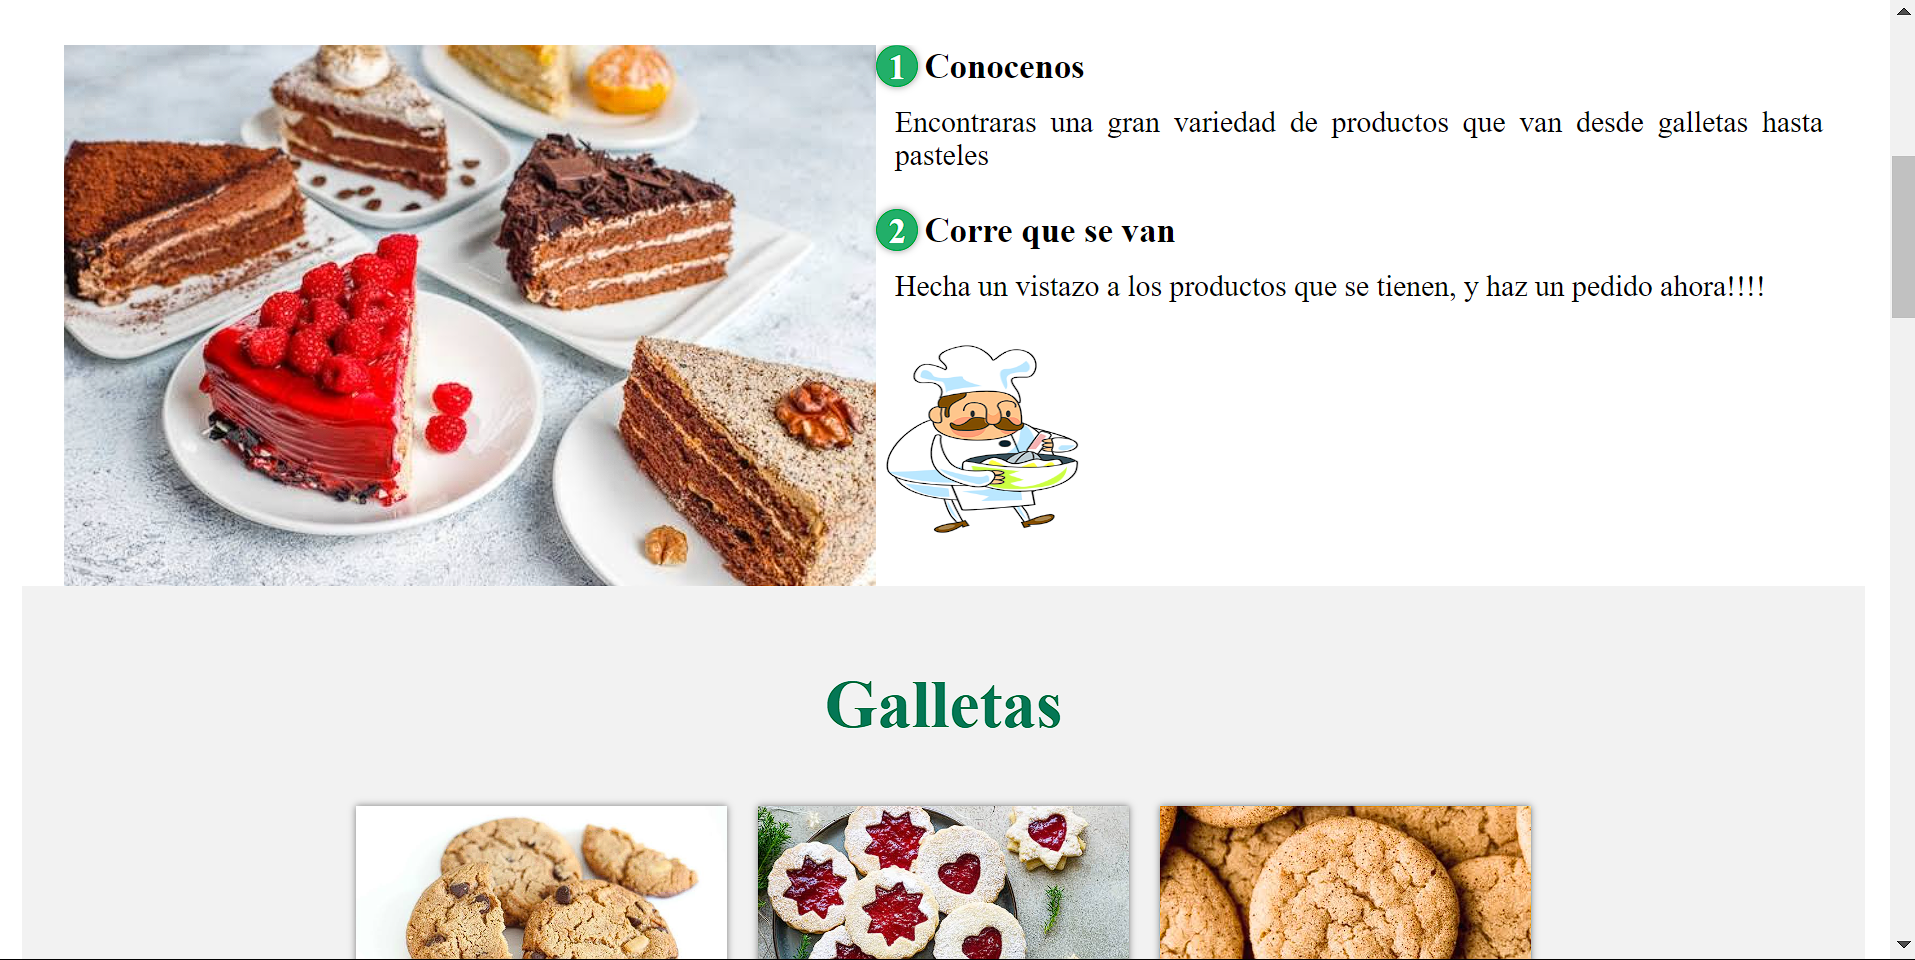 1 Conocenos
Encontraras una gran variedad de productos que van desde galletas hasta
pasteles
2 Corre que se van
Hecha un vistazo a los productos que se tienen, y haz un pedido ahora!!!!
Galletas